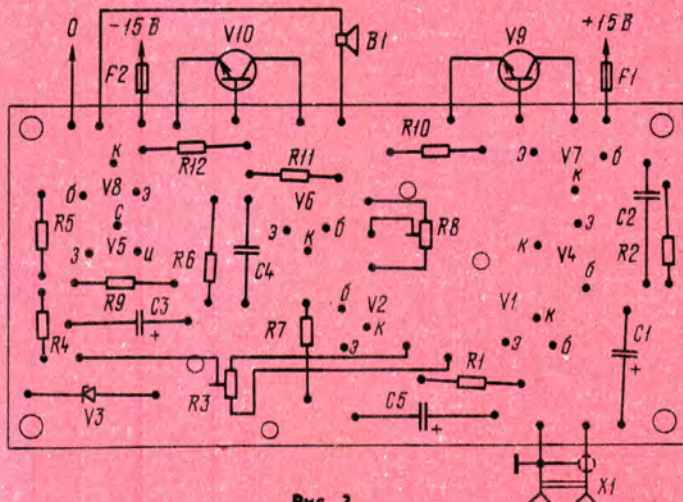 0 -15 В V10 B1 V9 +15 В
F2 F1
к R12 R11 R10 э V7 б
б V8 э V6 к C2
R5 с к б R8 э R2
з V5 и R6 C4 к V4
R9 б
C3 + б V2 V1 к C1
R4 R7 к э б +
э R1
V3 R3 C5 +
X1
Рис. 2